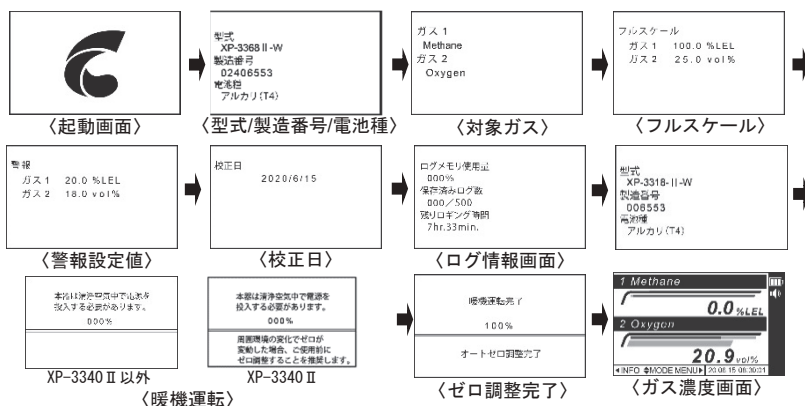 〈起動画面〉
型式
XP-3368Ⅱ-W
製造番号
02406553
電池種
アルカリ(T4)
〈型式/製造番号/電池種〉
ガス1
Methane
ガス2
Oxygen
〈対象ガス〉
フルスケール
ガス1 100.0 %LEL
ガス2 25.0 vol%
〈フルスケール〉
警報
ガス1 20.0 %LEL
ガス2 18.0 vol%
〈警報設定値〉
校正日
2020/6/15
〈校正日〉
ログメモリ使用量
000%
保存済みログ数
000/500
残りロギング時間
7hr.33min.
〈ログ情報画面〉
型式
XP-3318-Ⅱ-W
製造番号
006553
電池種
アルカリ(T4)
本器は清浄空気中で電源を
投入する必要があります。
000%
XP-3340Ⅱ以外
本器は清浄空気中で電源を
投入する必要があります。
000%
周囲環境の変化でゼロが
変動した場合、ご使用前に
ゼロ調整することを推奨します。
XP-3340Ⅱ
〈暖機運転〉
暖機運転完了
100%
オートゼロ調整完了
〈ゼロ調整完了〉
1 Methane
0.0 %LEL
2 Oxygen
20.9 vol%
◀INFO ◆MODE MENU▶ 20.06.15 08:30:01
〈ガス濃度画面〉